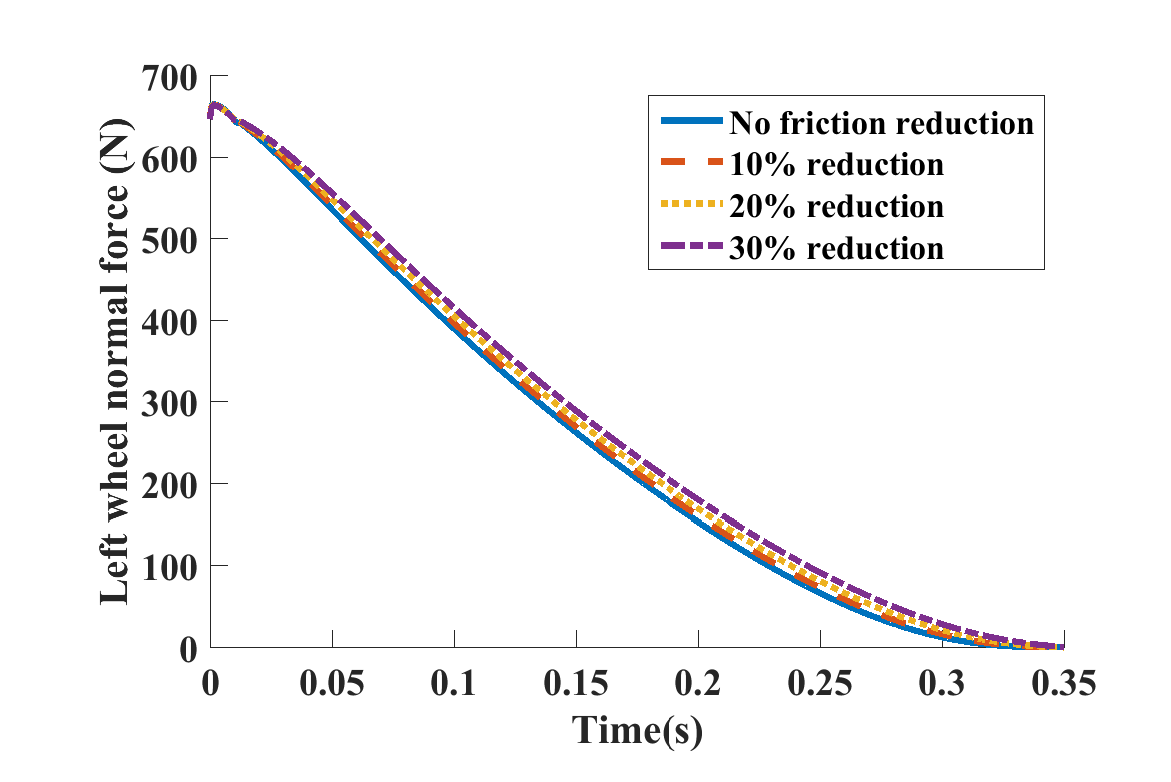 700
600
500
400
300
200
100
0
Left wheel normal force (N)
No friction reduction
10% reduction
20% reduction
30% reduction
0 0.05 0.1 0.15 0.2 0.25 0.3 0.35
Time(s)